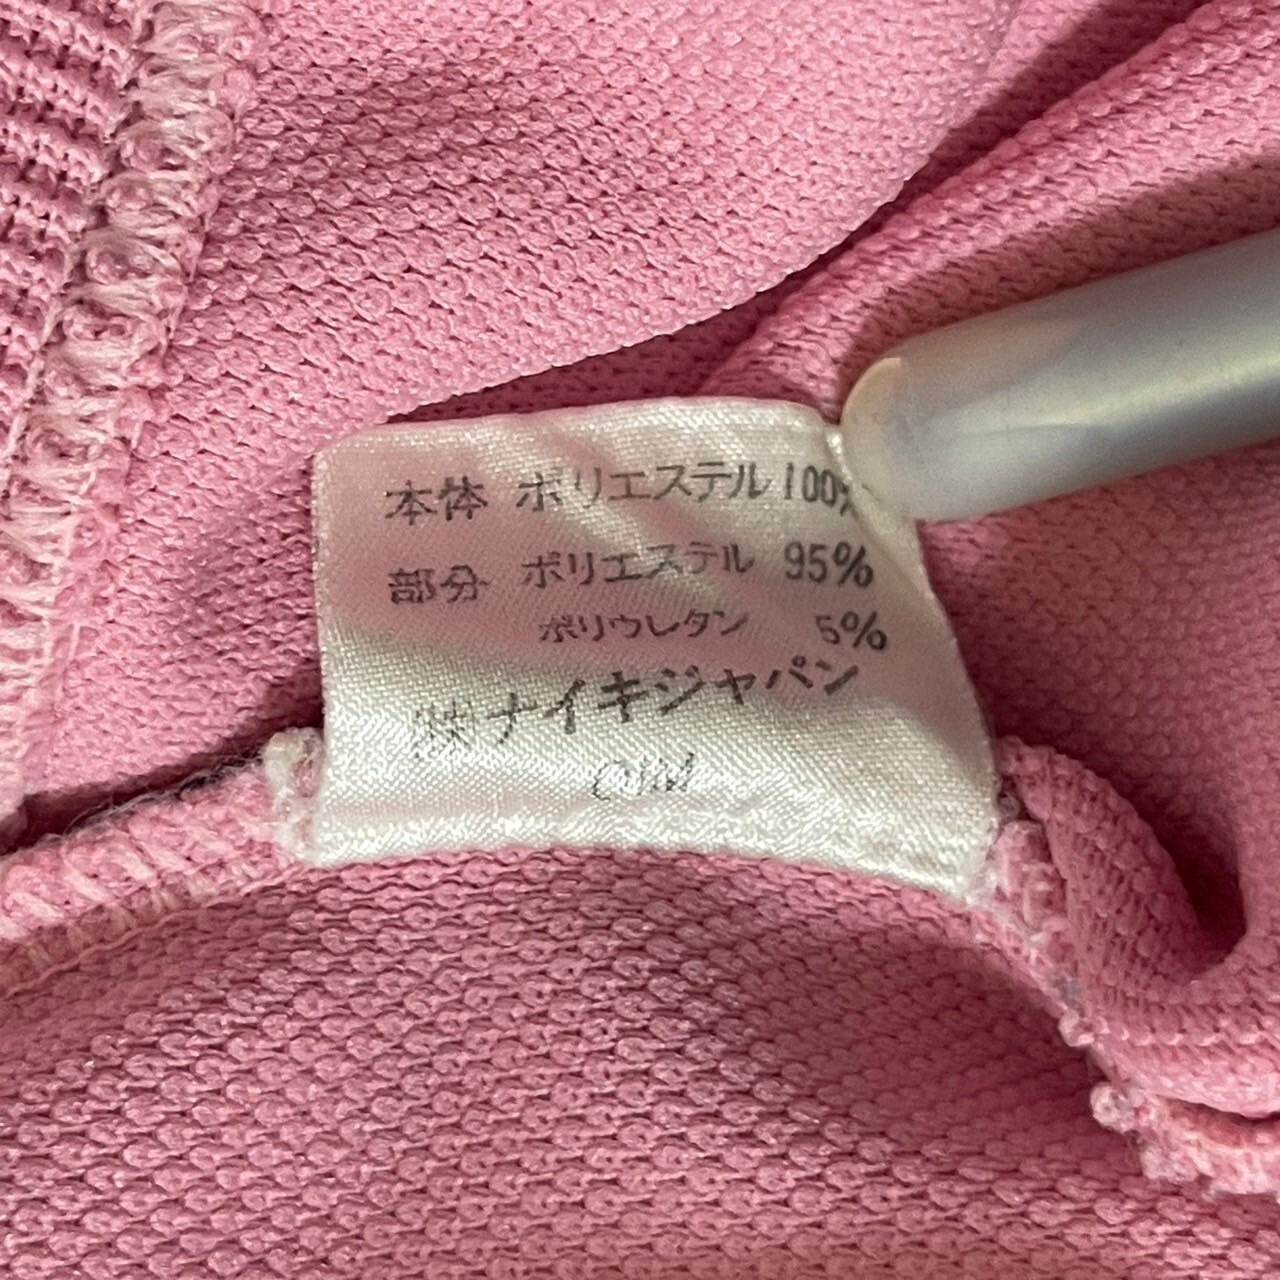 本体 ポリエステル 100%
部分 ポリエステル 95%
ポリウレタン 5%
㈱ナイキジャパン